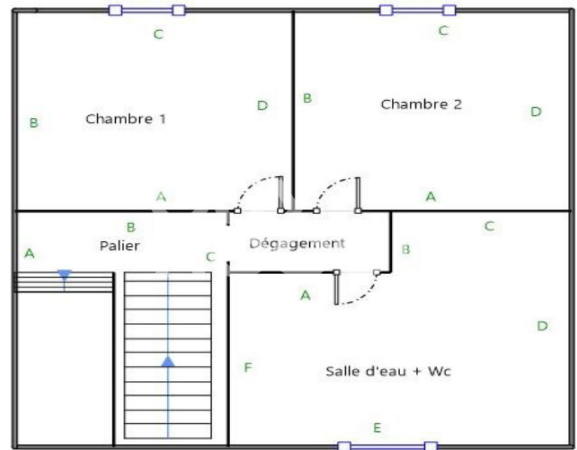 C
C
Chambre 1
B
D
B
Chambre 2
D
A
A
B
C
A
Palier
C
Dégagement
B
A
D
F
Salle d'eau + Wc
E